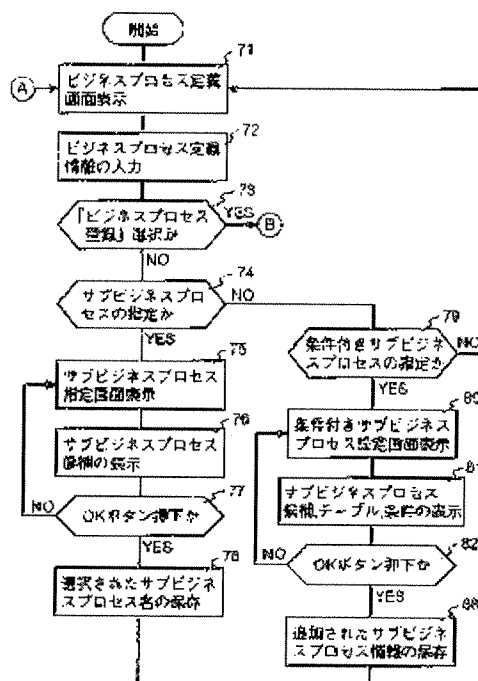 開始
71
A
ビジネスプロセス定義
画面表示
72
ビジネスプロセス定義
情報の入力
73
「ビジネスプロセス
登録」選択か
YES
B
NO
74
サブビジネスプロ
セスの指定か
NO
YES
79
条件付きサブビジネ
スプロセスの指定か
NO
YES
75
サブビジネスプロセス
指定画面表示
76
サブビジネスプロセス
候補の表示
77
OKボタン押下か
NO
YES
78
選択されたサブビジネ
スプロセス名の保存
80
条件付きサブビジネス
プロセス設定画面表示
81
サブビジネスプロセス
候補,テーブル,条件の表示
82
OKボタン押下か
NO
YES
追加されたサブビジネ
スプロセス情報の保存